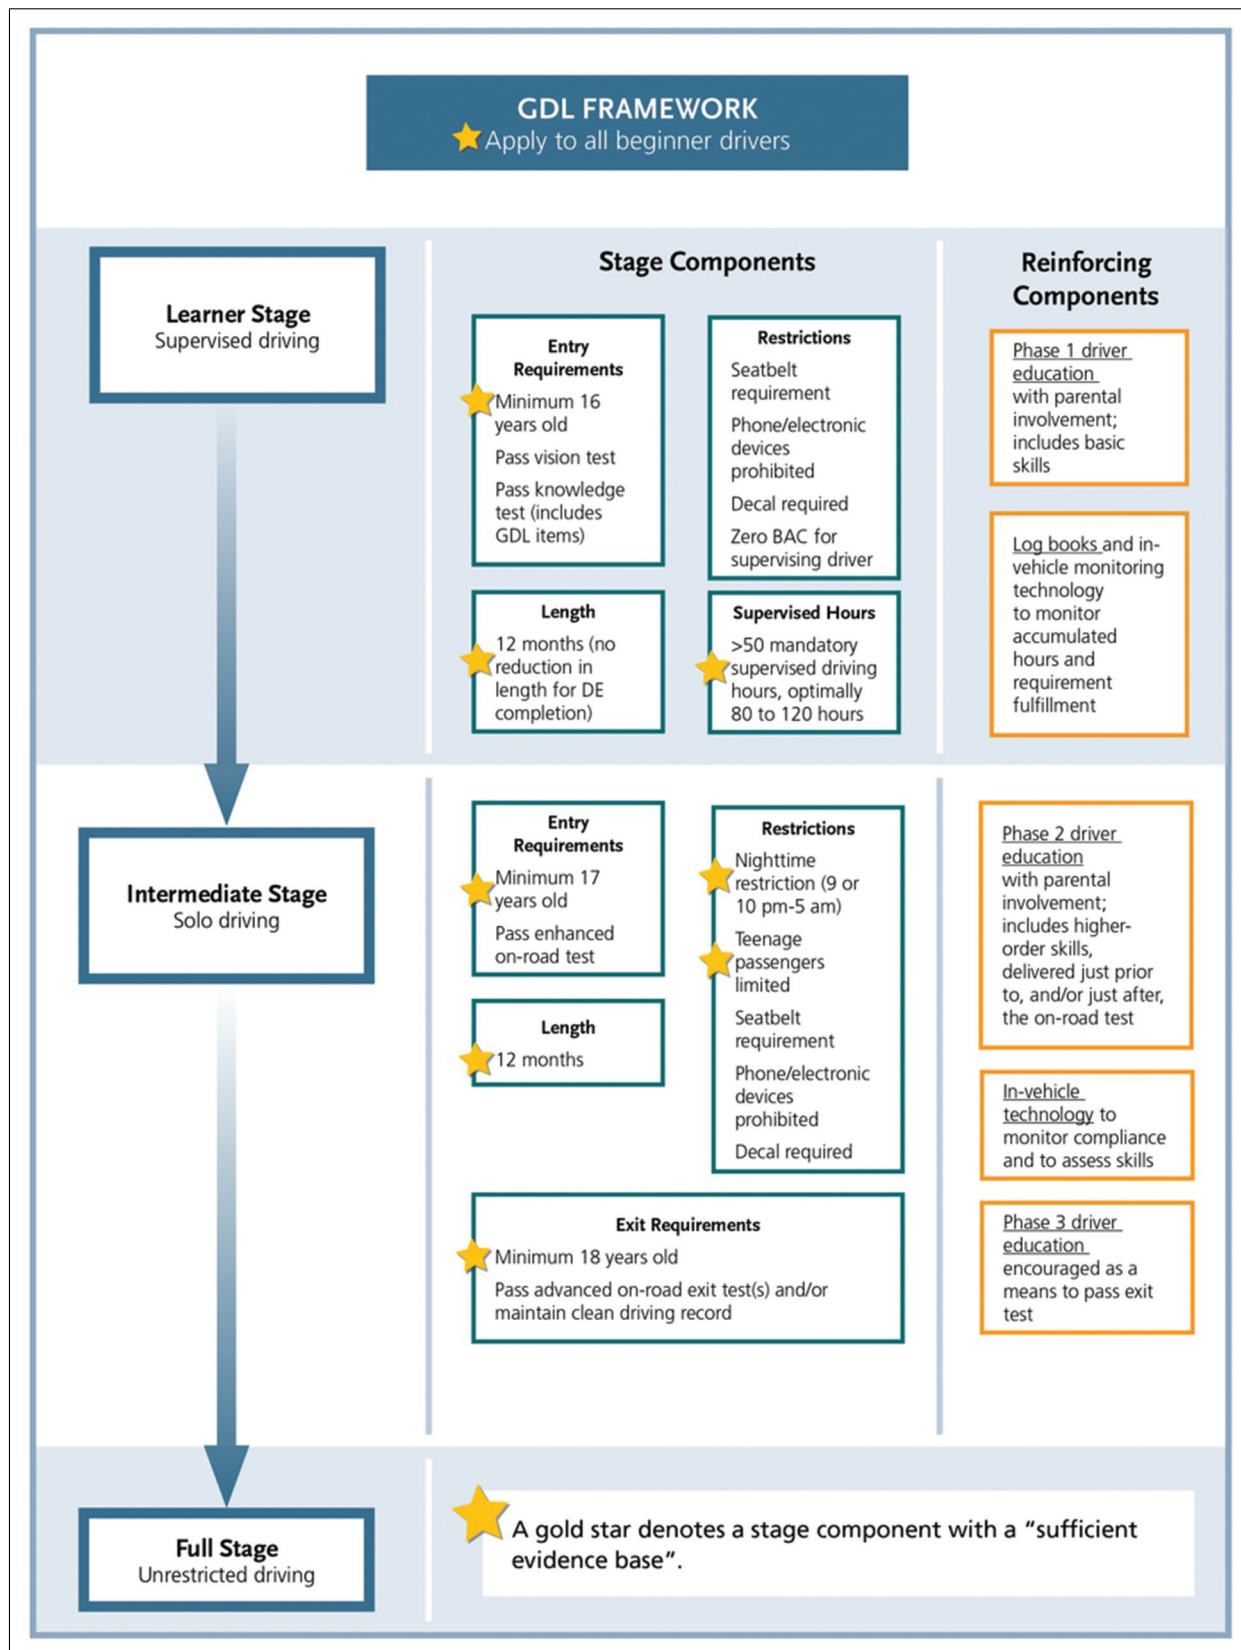 GDL FRAMEWORK
Apply to all beginner drivers
Learner Stage
Supervised driving
Stage Components
Entry
Requirements
Minimum 16
years old
Pass vision test
Pass knowledge
test (includes
GDL items)
Restrictions
Seatbelt
requirement
Phone/electronic
devices
prohibited
Decal required
Zero BAC for
supervising driver
Length
12 months (no
reduction in
length for DE
completion)
Supervised Hours
>50 mandatory
supervised driving
hours, optimally
80 to 120 hours
Reinforcing
Components
Phase 1 driver
education
with parental
involvement;
includes basic
skills
Log books and in-
vehicle monitoring
technology
to monitor
accumulated
hours and
requirement
fulfillment
Intermediate Stage
Solo driving
Entry
Requirements
Minimum 17
years old
Pass enhanced
on-road test
Length
12 months
Restrictions
Nighttime
restriction (9 or
10 pm-5 am)
Teenage
passengers
limited
Seatbelt
requirement
Phone/electronic
devices
prohibited
Decal required
Exit Requirements
Minimum 18 years old
Pass advanced on-road exit test(s) and/or
maintain clean driving record
Phase 2 driver
education
with parental
involvement;
includes higher-
order skills,
delivered just prior
to, and/or just after,
the on-road test
In-vehicle
technology to
monitor compliance
and to assess skills
Phase 3 driver
education
encouraged as a
means to pass exit
test
Full Stage
Unrestricted driving
A gold star denotes a stage component with a “sufficient
evidence base”.